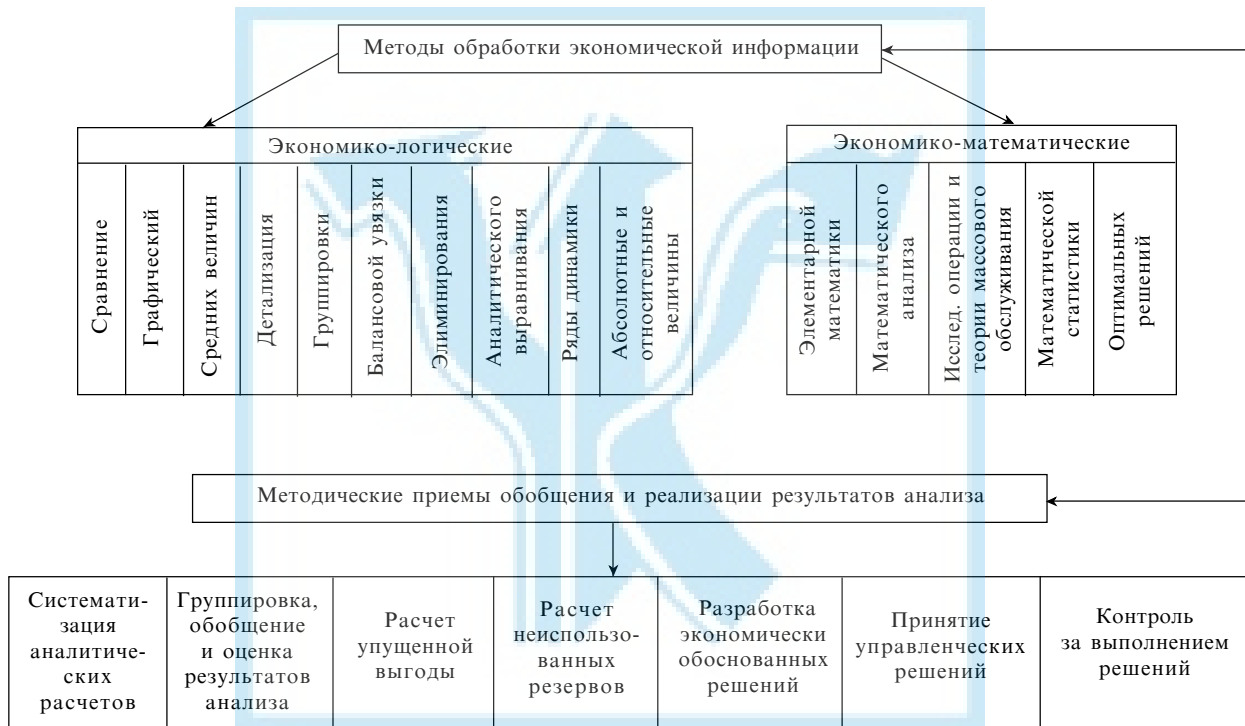 Методы обработки экономической информации
Экономико-логические
Сравнение
Графический
Средних величин
Детализация
Группировки
Балансовой увязки
Элиминирования
Аналитического
выравнивания
Ряды динамики
Абсолютные и
относительные
величины
Экономико-математические
Элементарной
математики
Математического
анализа
Исслед. операции и
теории массового
обслуживания
Математической
статистики
Оптимальных
решений
Методические приемы обобщения и реализации результатов анализа
Системати-
зация
аналитиче-
ских
расчетов
Группировка,
обобщение
и оценка
результатов
анализа
Расчет
упущенной
выгоды
Расчет
неиспользо-
ванных
резервов
Разработка
экономически
обоснованных
решений
Принятие
управленческих
решений
Контроль
за выполнением
решений